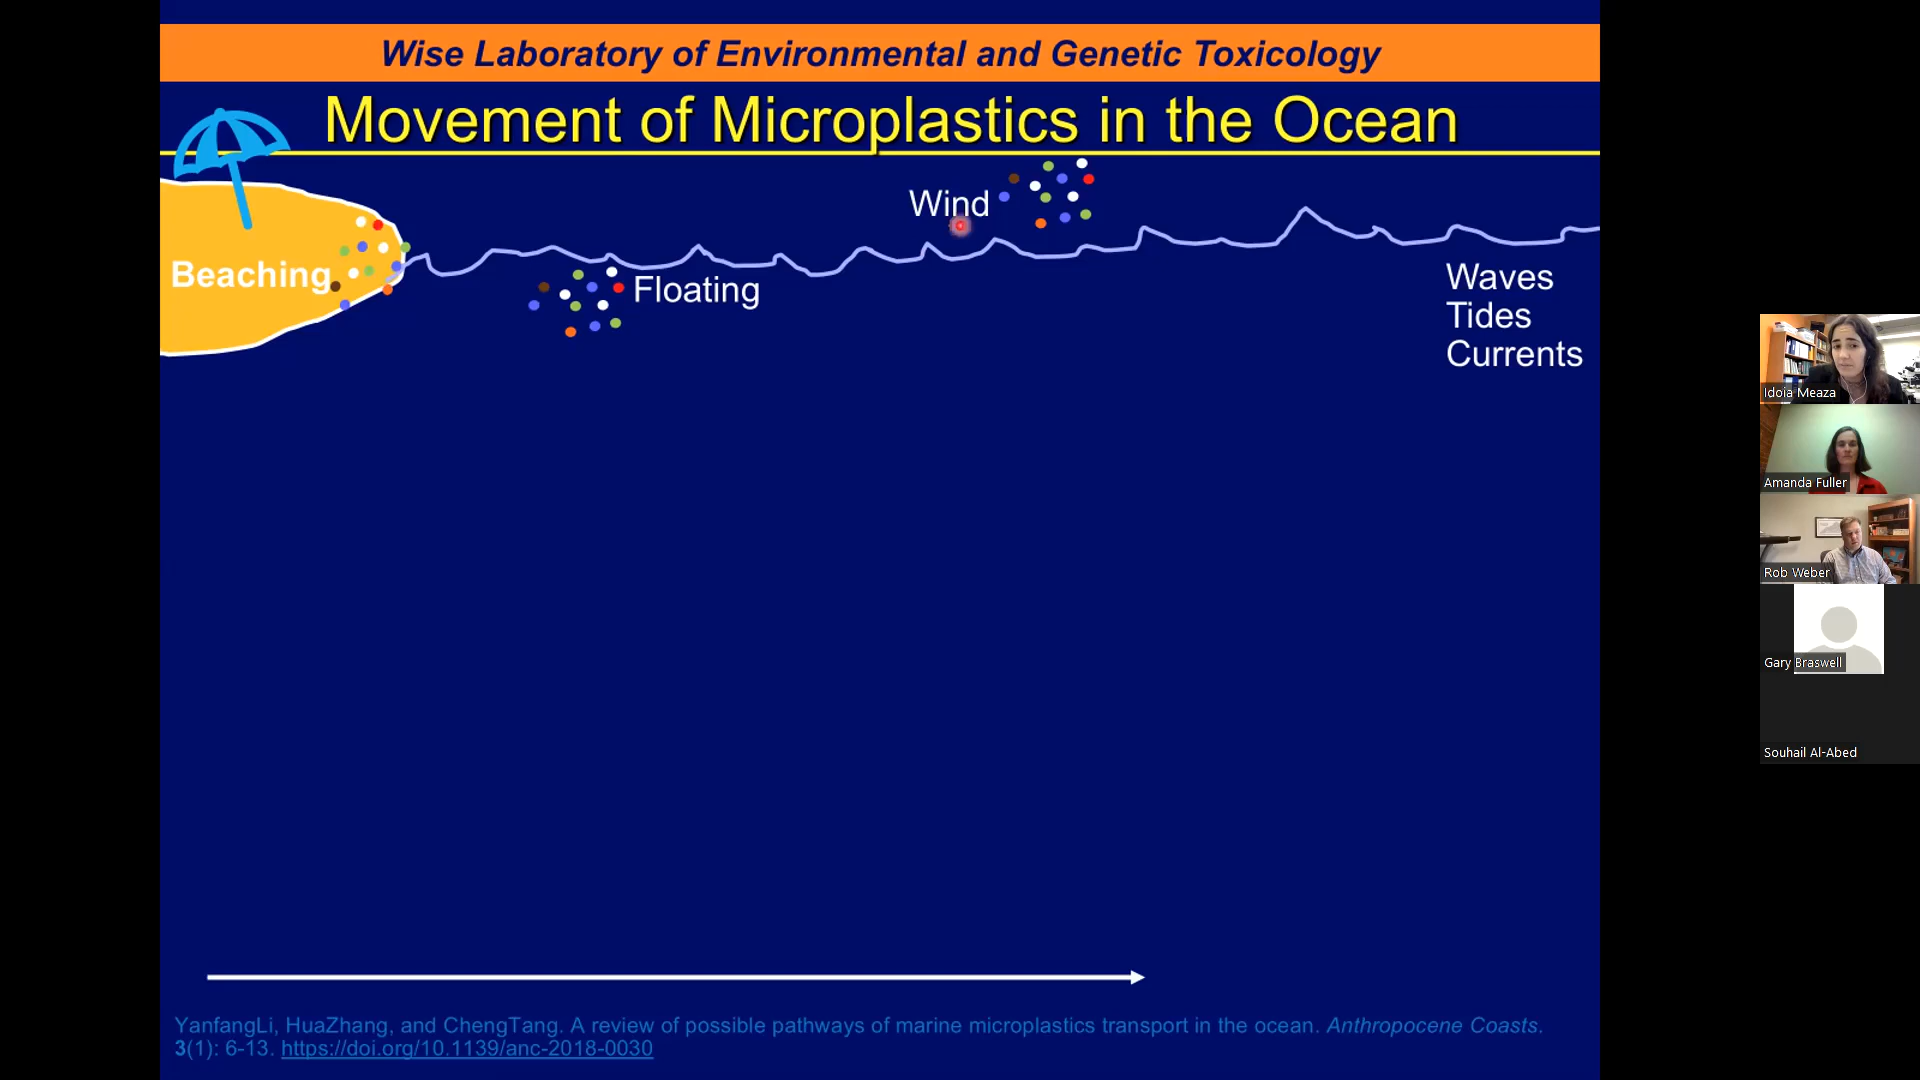 Wise Laboratory of Environmental and Genetic Toxicology
Movement of Microplastics in the Ocean
Wind
Beaching
Floating
Waves
Tides
Currents
YanfangLi, HuaZhang, and ChengTang. A review of possible pathways of marine microplastics transport in the ocean. Anthropocene Coasts.
3(1): 6-13. https://doi.org/10.1139/anc-2018-0030
Idoia Meaza
Amanda Fuller
Rob Weber
Gary Braswell
Souhail Al-Abed